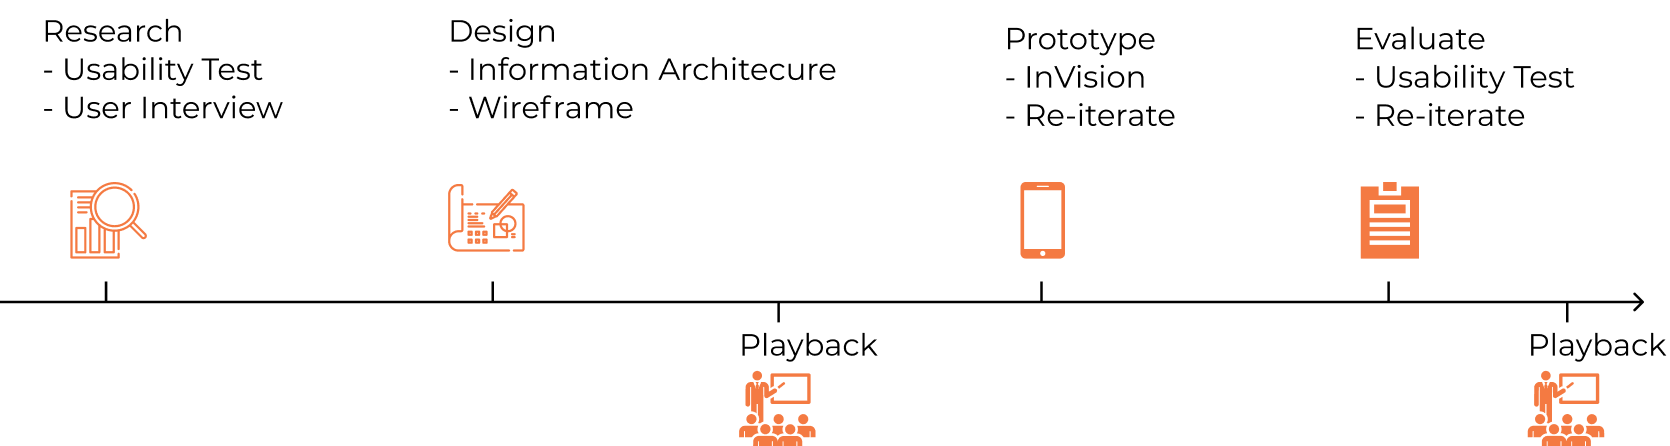 Research
- Usability Test
- User Interview
Design
- Information Architecure
- Wireframe
Prototype
- InVision
- Re-iterate
Evaluate
- Usability Test
- Re-iterate
Playback
Playback